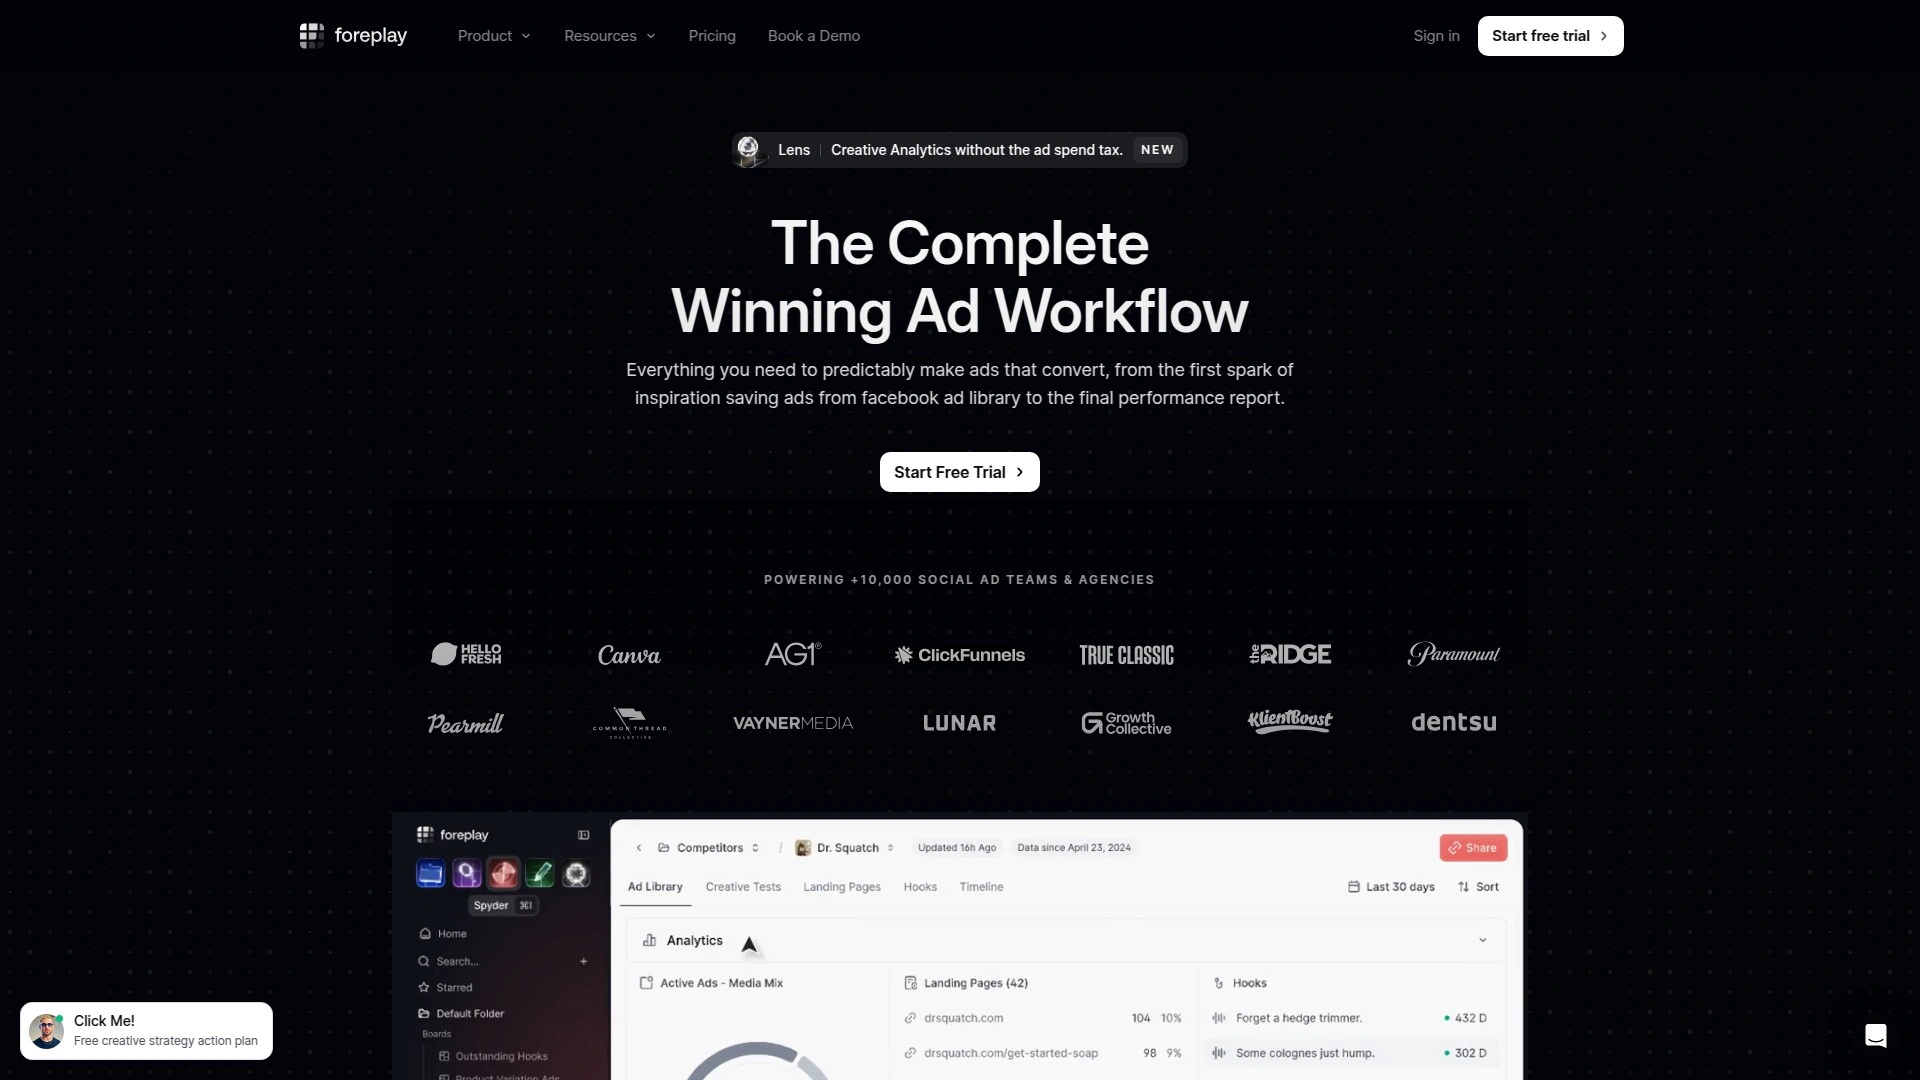 foreplay
Product
Resources
Pricing
Book a Demo
Sign in
Start free trial
Lens
Creative Analytics without the ad spend tax.
NEW
The Complete
Winning Ad Workflow
Everything you need to predictably make ads that convert, from the first spark of
inspiration saving ads from facebook ad library to the final performance report.
Start Free Trial
POWERING +10,000 SOCIAL AD TEAMS & AGENCIES
HELLO
FRESH
Canva
AG1®
ClickFunnels
TRUE CLASSIC
the RIDGE
Paramount
Pearmill
COMMON THREAD
COLLECTIVE
VAYNERMEDIA
LUNAR
Growth
Collective
KlientBoost
dentsu
foreplay
Spyder ⌘I
Home
Search...
Starred
Default Folder
Boards
Outstanding Hooks
Product Variation Ads
Competitors
/
Dr. Squatch
Updated 16h Ago
Data since April 23, 2024
Share
Ad Library
Creative Tests
Landing Pages
Hooks
Timeline
Last 30 days
Sort
Analytics
Active Ads - Media Mix
Landing Pages (42)
drsquatch.com 104 10%
drsquatch.com/get-started-soap 98 9%
Hooks
Forget a hedge trimmer. 432 D
Some colognes just hump. 302 D
Click Me!
Free creative strategy action plan